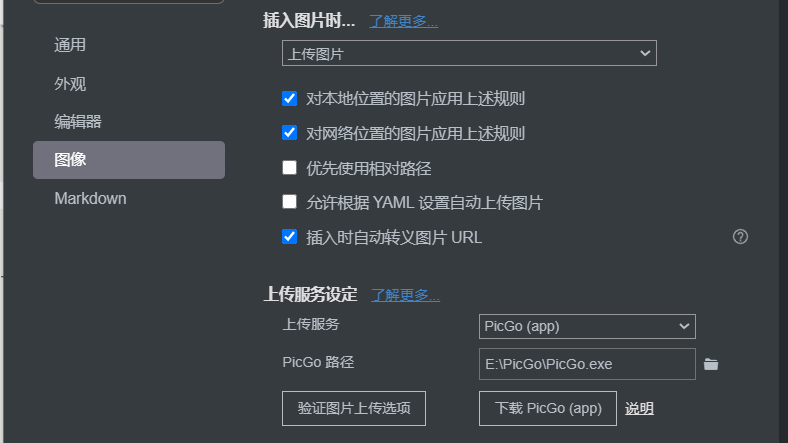 通用
外观
编辑器
图像
Markdown
插入图片时... 了解更多...
上传图片
对本地位置的图片应用上述规则
对网络位置的图片应用上述规则
优先使用相对路径
允许根据 YAML 设置自动上传图片
插入时自动转义图片 URL
上传服务设定 了解更多...
上传服务 PicGo (app)
PicGo 路径 E:\PicGo\PicGo.exe
验证图片上传选项 下载 PicGo (app) 说明